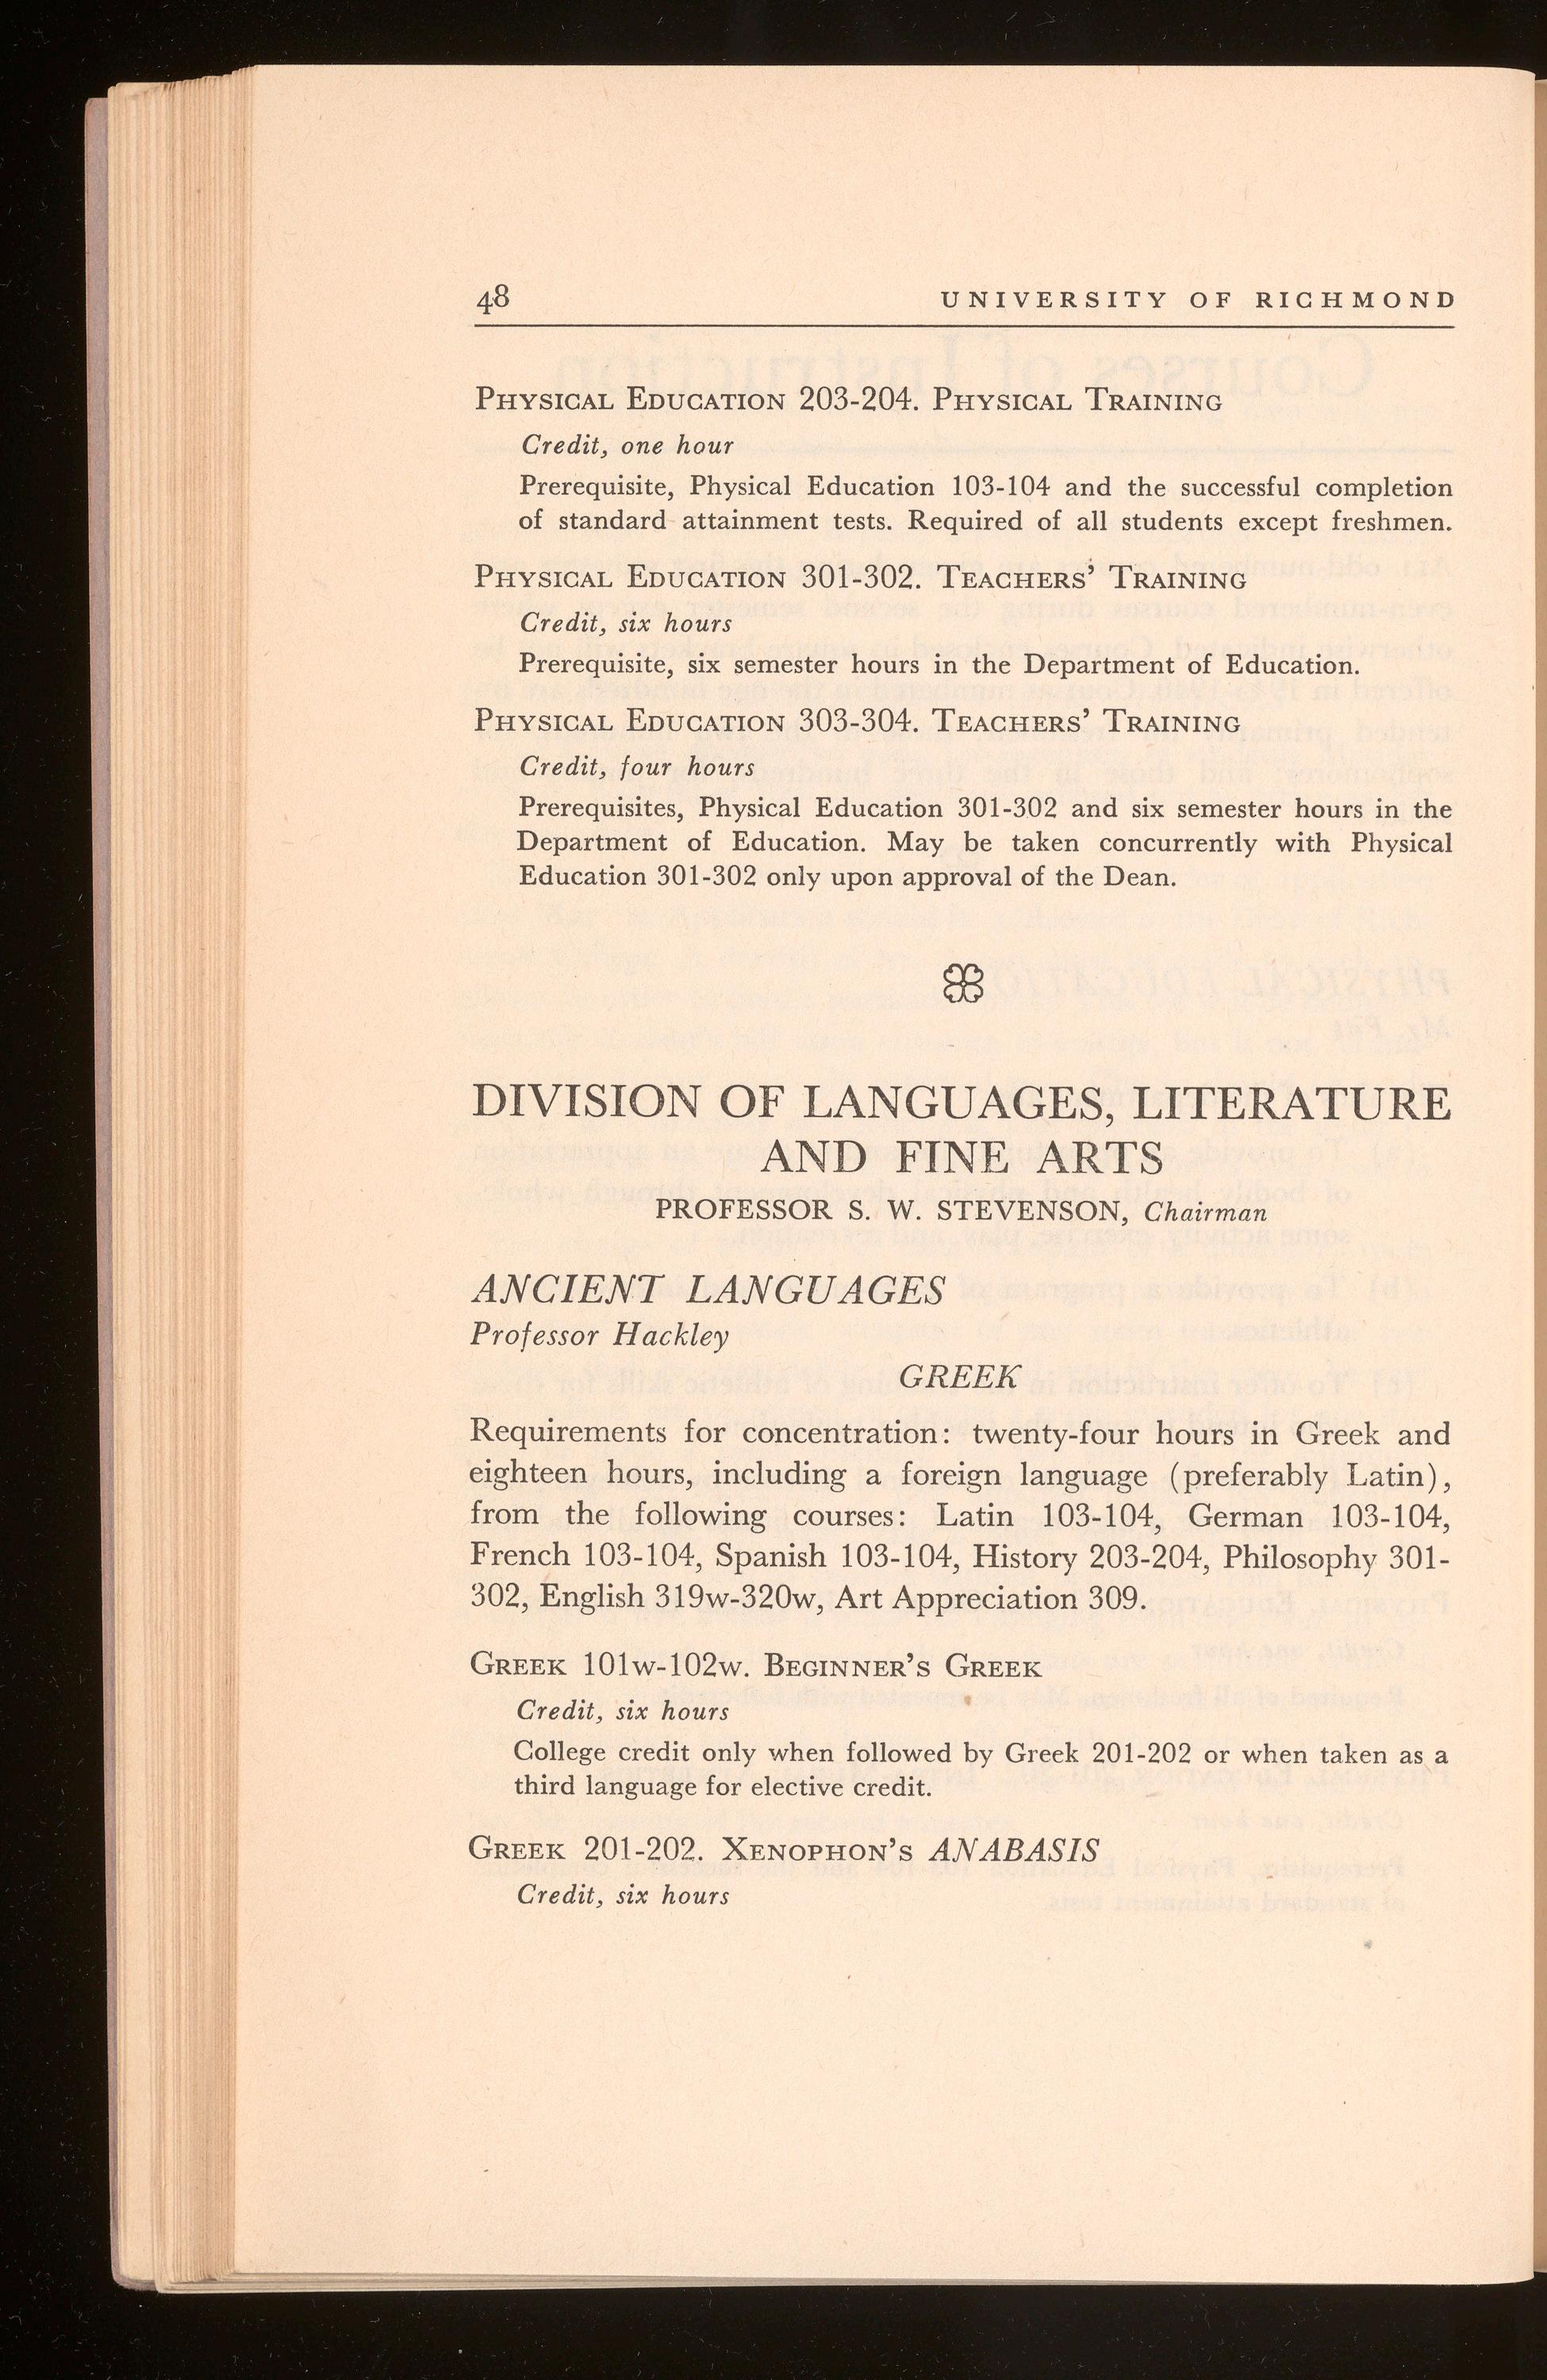 48 UNIVERSITY OF RICHMOND
Physical Education 203-204. Physical Training
Credit, one hour
Prerequisite, Physical Education 103-104 and the successful completion
of standard attainment tests. Required of all students except freshmen.
Physical Education 301-302. Teachers' Training
Credit, six hours
Prerequisite, six semester hours in the Department of Education.
Physical Education 303-304. Teachers' Training
Credit, four hours
Prerequisites, Physical Education 301-302 and six semester hours in the
Department of Education. May be taken concurrently with Physical
Education 301-302 only upon approval of the Dean.
DIVISION OF LANGUAGES, LITERATURE
AND FINE ARTS
PROFESSOR S. W. STEVENSON, Chairman
ANCIENT LANGUAGES
Professor Hackley
GREEK
Requirements for concentration: twenty-four hours in Greek and
eighteen hours, including a foreign language (preferably Latin),
from the following courses: Latin 103-104, German 103-104,
French 103-104, Spanish 103-104, History 203-204, Philosophy 301-
302, English 319w-320w, Art Appreciation 309.
Greek 101w-102w. Beginner's Greek
Credit, six hours
College credit only when followed by Greek 201-202 or when taken as a
third language for elective credit.
Greek 201-202. Xenophon's ANABASIS
Credit, six hours